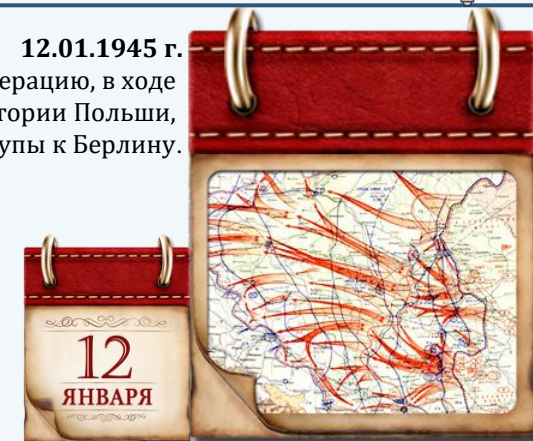 12.01.1945 г.
ерацию, в ходе
тории Польши,
упы к Берлину.
12
ЯНВАРЯ